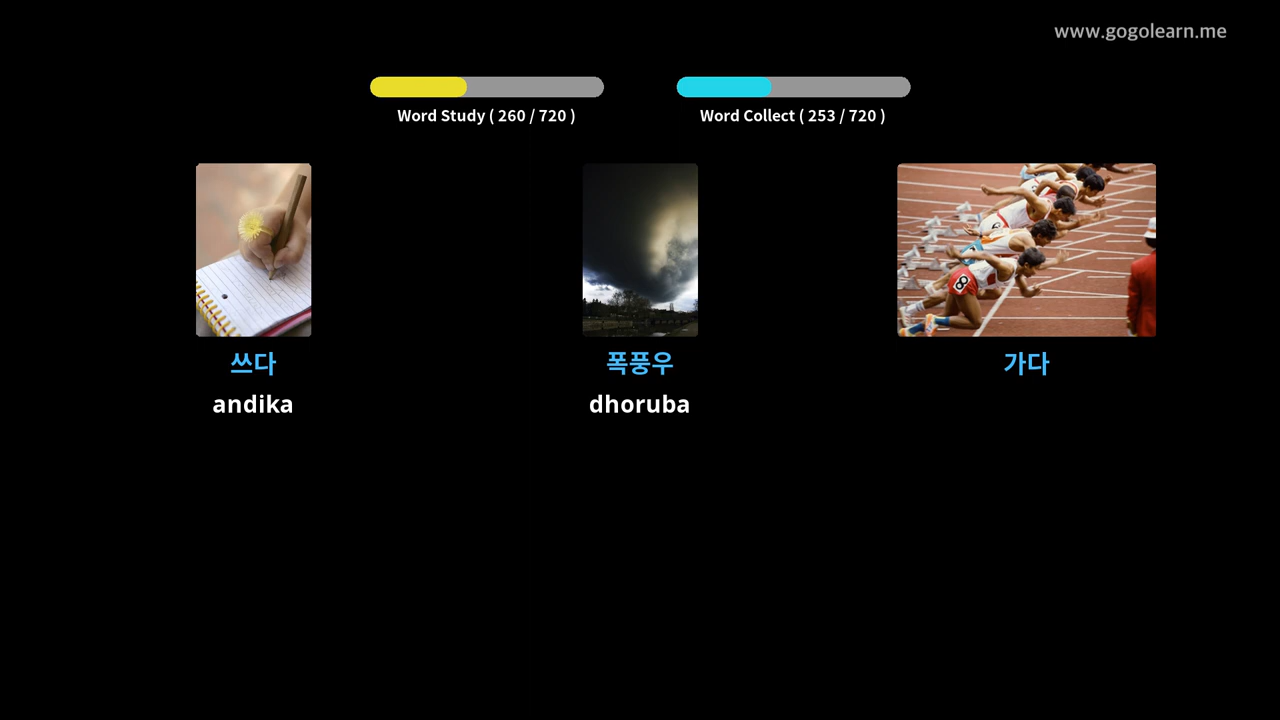 www.gogolearn.me
Word Study ( 260 / 720 )
Word Collect ( 253 / 720 )
쓰다
폭풍우
가다
andika
dhoruba